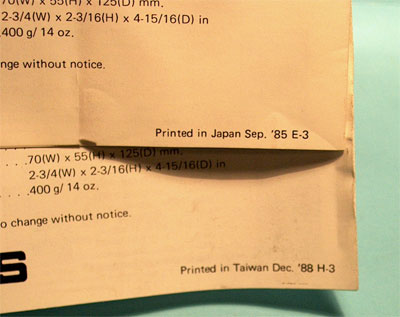 70(W) x 55(H) x 125(D) mm.
2-3/4(W) x 2-3/16(H) x 4-15/16(D) in
400 g/ 14 oz.
nge without notice.
Printed in Japan Sep. '85 E-3
. . . .70(W) x 55(H) x 125(D) mm.
2-3/4(W) x 2-3/16(H) x 4-15/16(D) in
.400 g/ 14 oz.
o change without notice.
S
Printed in Taiwan Dec. '88 H-3